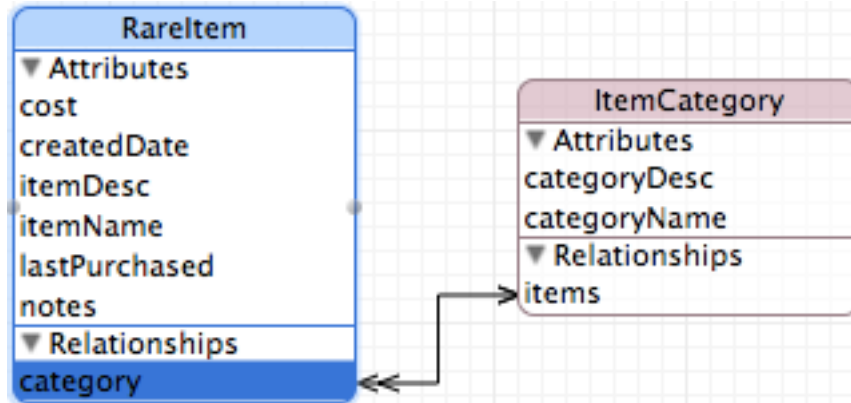 RareItem
Attributes
cost
createdDate
itemDesc
itemName
lastPurchased
notes
Relationships
category
ItemCategory
Attributes
categoryDesc
categoryName
Relationships
items